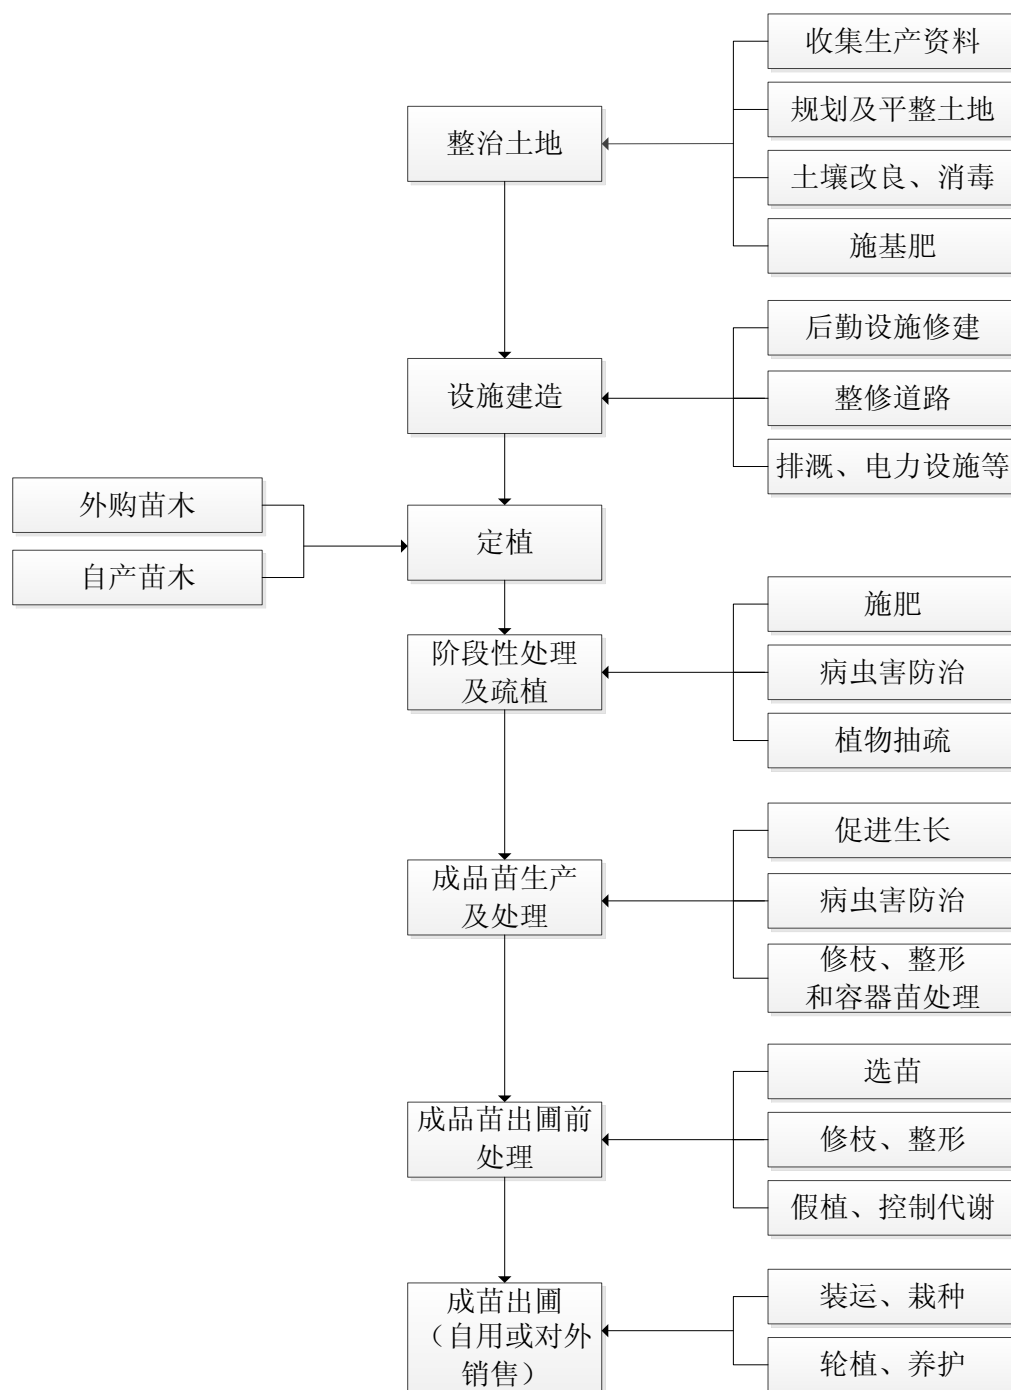 收集生产资料
规划及平整土地
整治土地
土壤改良、消毒
施基肥
后勤设施修建
设施建造
整修道路
排溉、电力设施等
外购苗木
定植
自产苗木
施肥
阶段性处理
及疏植
病虫害防治
植物抽疏
促进生长
成品苗生产
及处理
病虫害防治
修枝、整形
和容器苗处理
选苗
成品苗出圃前
处理
修枝、整形
假植、控制代谢
装运、栽种
成苗出圃
（自用或对外
销售）
轮植、养护